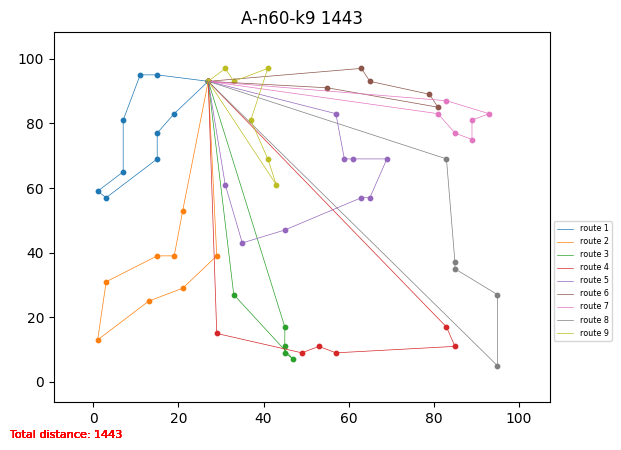 A-n60-k9 1443
100
80
60
40
20
0
0 20 40 60 80 100
route 1
route 2
route 3
route 4
route 5
route 6
route 7
route 8
route 9
Total distance: 1443